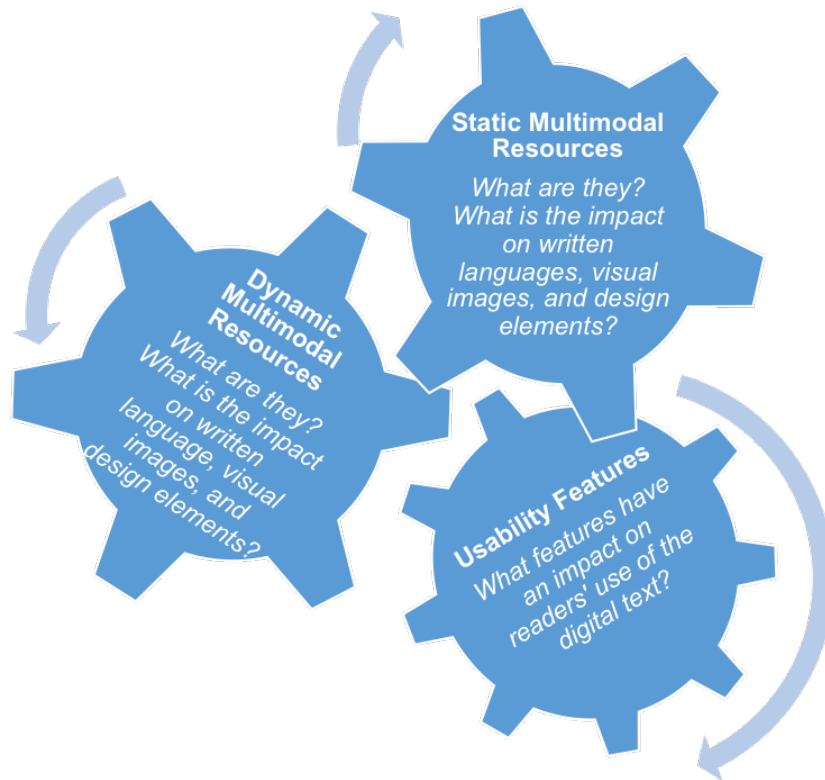 Static Multimodal
Resources
What are they?
What is the impact
on written
languages, visual
images, and design
elements?
Dynamic
Multimodal
Resources
What are they?
What is the impact
on written
language, visual
images, and
design elements?
Usability Features
What features have
an impact on
readers' use of the
digital text?